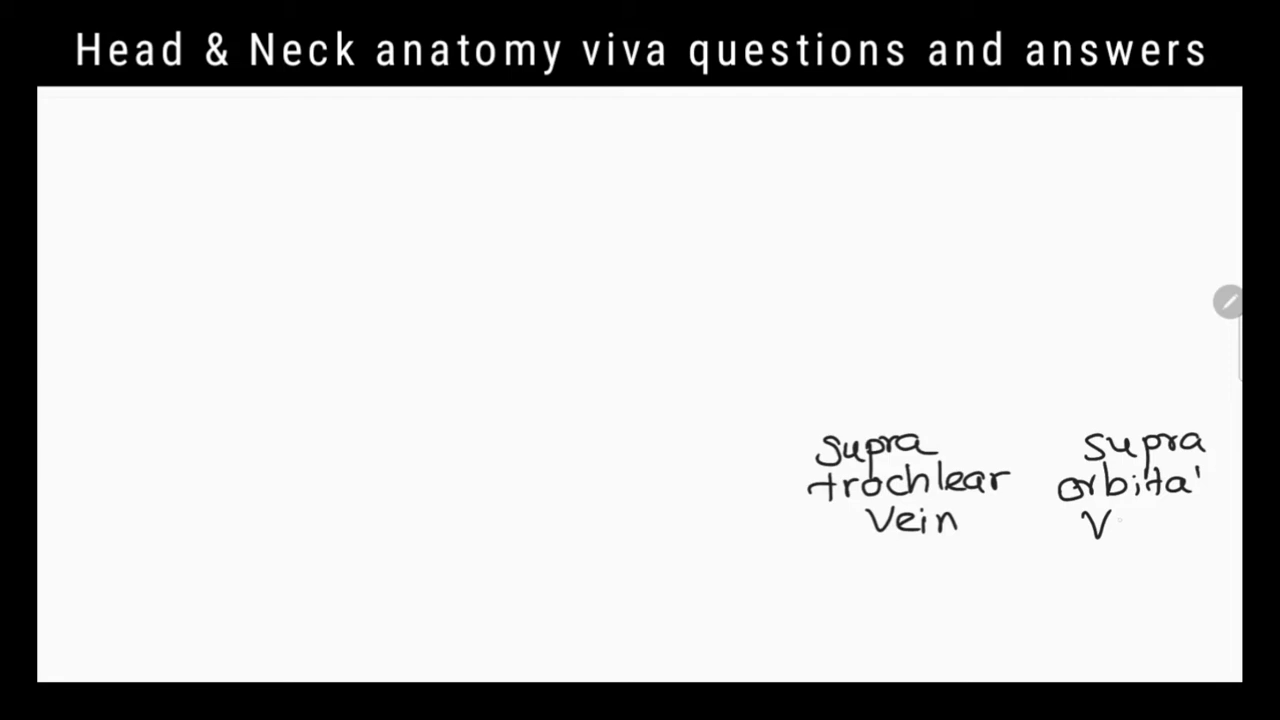 Head & Neck anatomy viva questions and answers
supra
trochlear
vein
supra
orbita'
V